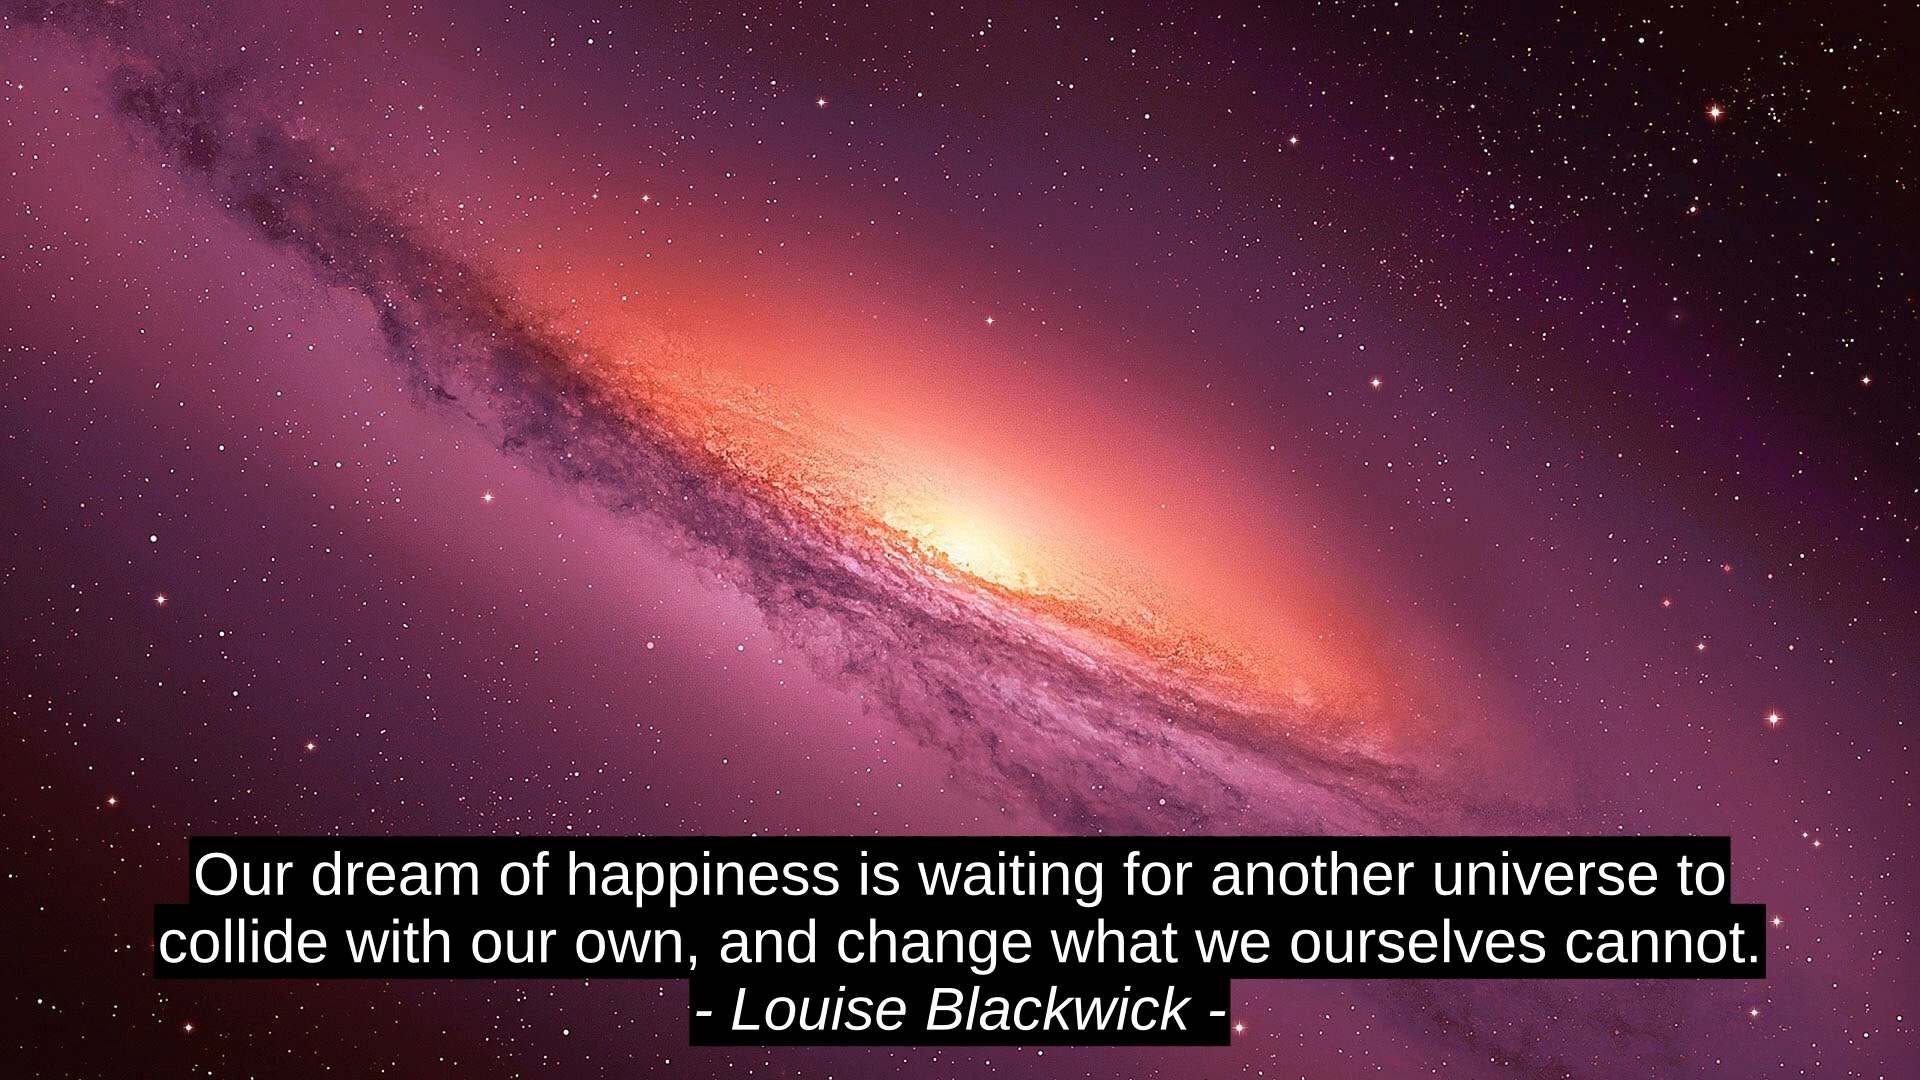 Our dream of happiness is waiting for another universe to
collide with our own, and change what we ourselves cannot.
- Louise Blackwick -